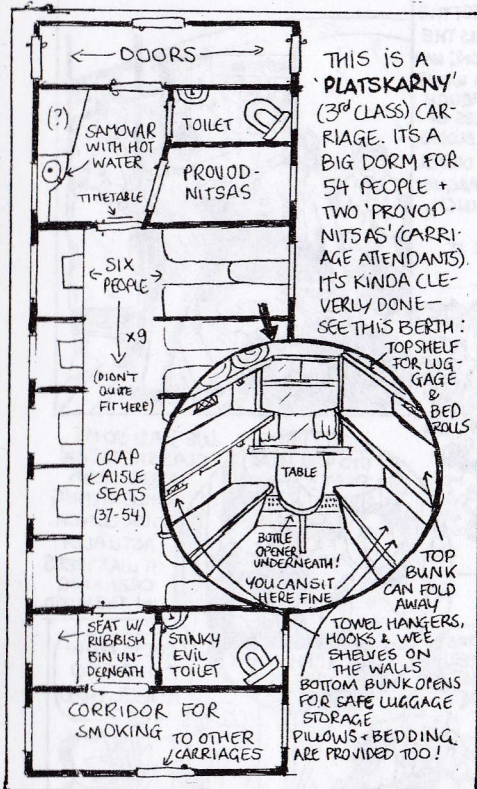 DOORS
(?)
SAMOVAR
WITH HOT
WATER
TOILET
PROVOD-
NITSAS
TIMETABLE
SIX
PEOPLE
x9
(DIDN'T
QUITE
FIT HERE)
CRAP
AISLE
SEATS
(37-54)
SEAT W/
RUBBISH
BIN UN-
DERNEATH
STINKY
EVIL
TOILET
CORRIDOR FOR
SMOKING
TO OTHER
CARRIAGES
THIS IS A
'PLATSKARNY'
(3rd CLASS) CAR-
RIAGE. IT'S A
BIG DORM FOR
54 PEOPLE +
TWO 'PROVOD-
NITSAS' (CARRI-
AGE ATTENDANTS).
IT'S KINDA CLE-
VERLY DONE—
SEE THIS BERTH:
TOP SHELF
FOR LUG-
GAGE
&
BED
ROLLS
TABLE
BOTTLE
OPENER
UNDERNEATH!
YOU CAN SIT
HERE FINE
TOP
BUNK
CAN FOLD
AWAY
TOWEL HANGERS,
HOOKS & WEE
SHELVES ON
THE WALLS
BOTTOM BUNK OPENS
FOR SAFE LUGGAGE
STORAGE
PILLOWS + BEDDING
ARE PROVIDED TOO!